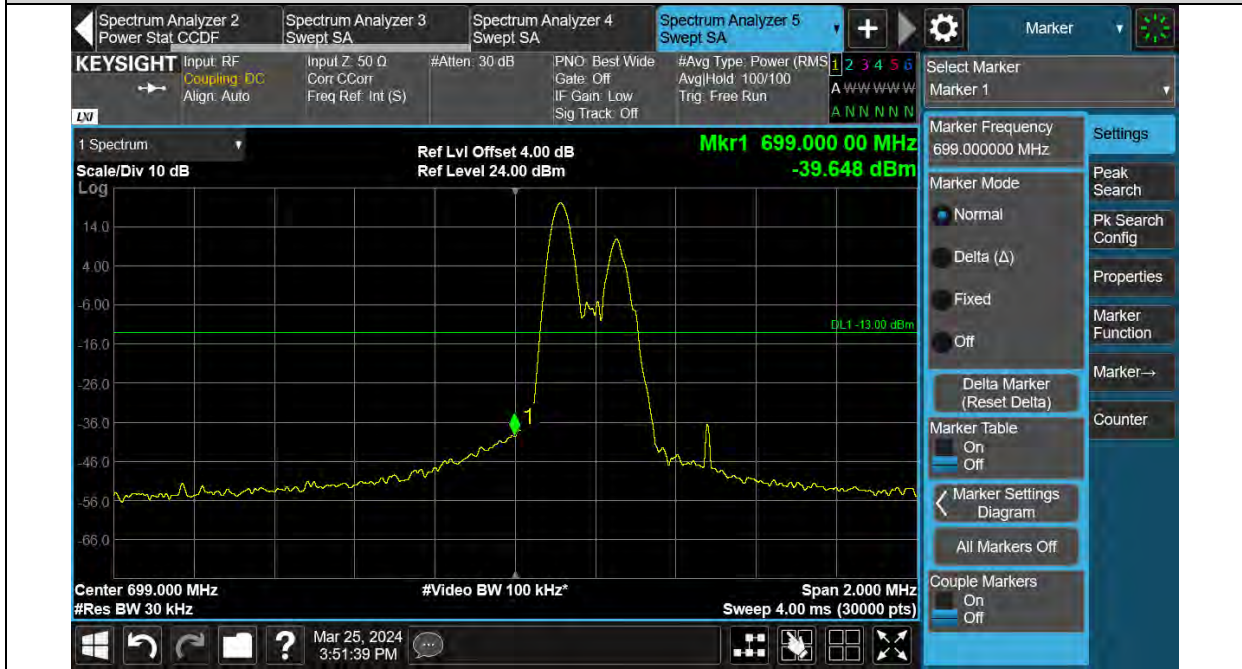 Spectrum Analyzer 2
Power Stat CCDF
Spectrum Analyzer 3
Swept SA
Spectrum Analyzer 4
Swept SA
Spectrum Analyzer 5
Swept SA
+
Marker
KEYSIGHT
LXI
Input: RF
Coupling: DC
Align: Auto
Input Z: 50 Ω
Corr CCorr
Freq Ref: Int (S)
#Atten: 30 dB
PNO: Best Wide
Gate: Off
IF Gain: Low
Sig Track: Off
#Avg Type: Power (RMS
Avg|Hold: 100/100
Trig: Free Run
1 2 3 4 5 6
A W W W W W
A N N N N N
Select Marker
Marker 1
1 Spectrum
Scale/Div 10 dB
Log
Ref Lvl Offset 4.00 dB
Ref Level 24.00 dBm
Mkr1 699.000 00 MHz
-39.648 dBm
14.0
4.00
-6.00
-16.0
-26.0
-36.0
-46.0
-56.0
-66.0
DL1 -13.00 dBm
1
Center 699.000 MHz
#Res BW 30 kHz
#Video BW 100 kHz*
Span 2.000 MHz
Sweep 4.00 ms (30000 pts)
Marker Frequency
699.000000 MHz
Marker Mode
Normal
Delta (Δ)
Fixed
Off
Delta Marker
(Reset Delta)
Marker Table
On
Off
Marker Settings
Diagram
All Markers Off
Couple Markers
On
Off
Settings
Peak
Search
Pk Search
Config
Properties
Marker
Function
Marker→
Counter
?
Mar 25, 2024
3:51:39 PM